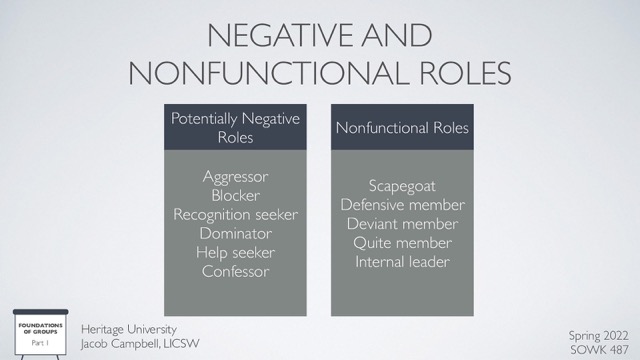 NEGATIVE AND
NONFUNCTIONAL ROLES
Potentially Negative
Roles
Aggressor
Blocker
Recognition seeker
Dominator
Help seeker
Confessor
Nonfunctional Roles
Scapegoat
Defensive member
Deviant member
Quite member
Internal leader
FOUNDATIONS
OF GROUPS
Part 1
Heritage University
Jacob Campbell, LICSW
Spring 2022
SOWK 487